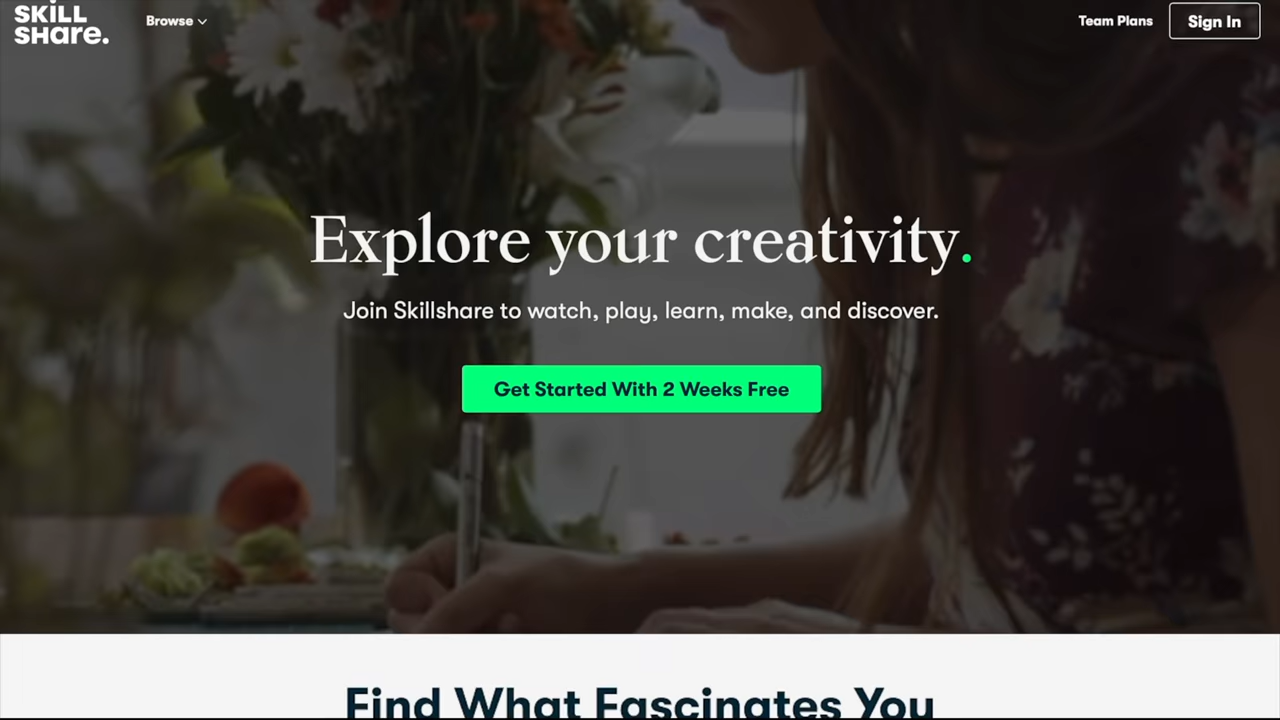 SKILL
SHare.
Browse
Team Plans
Sign In
Explore your creativity.
Join Skillshare to watch, play, learn, make, and discover.
Get Started With 2 Weeks Free
Find What Fascinates You